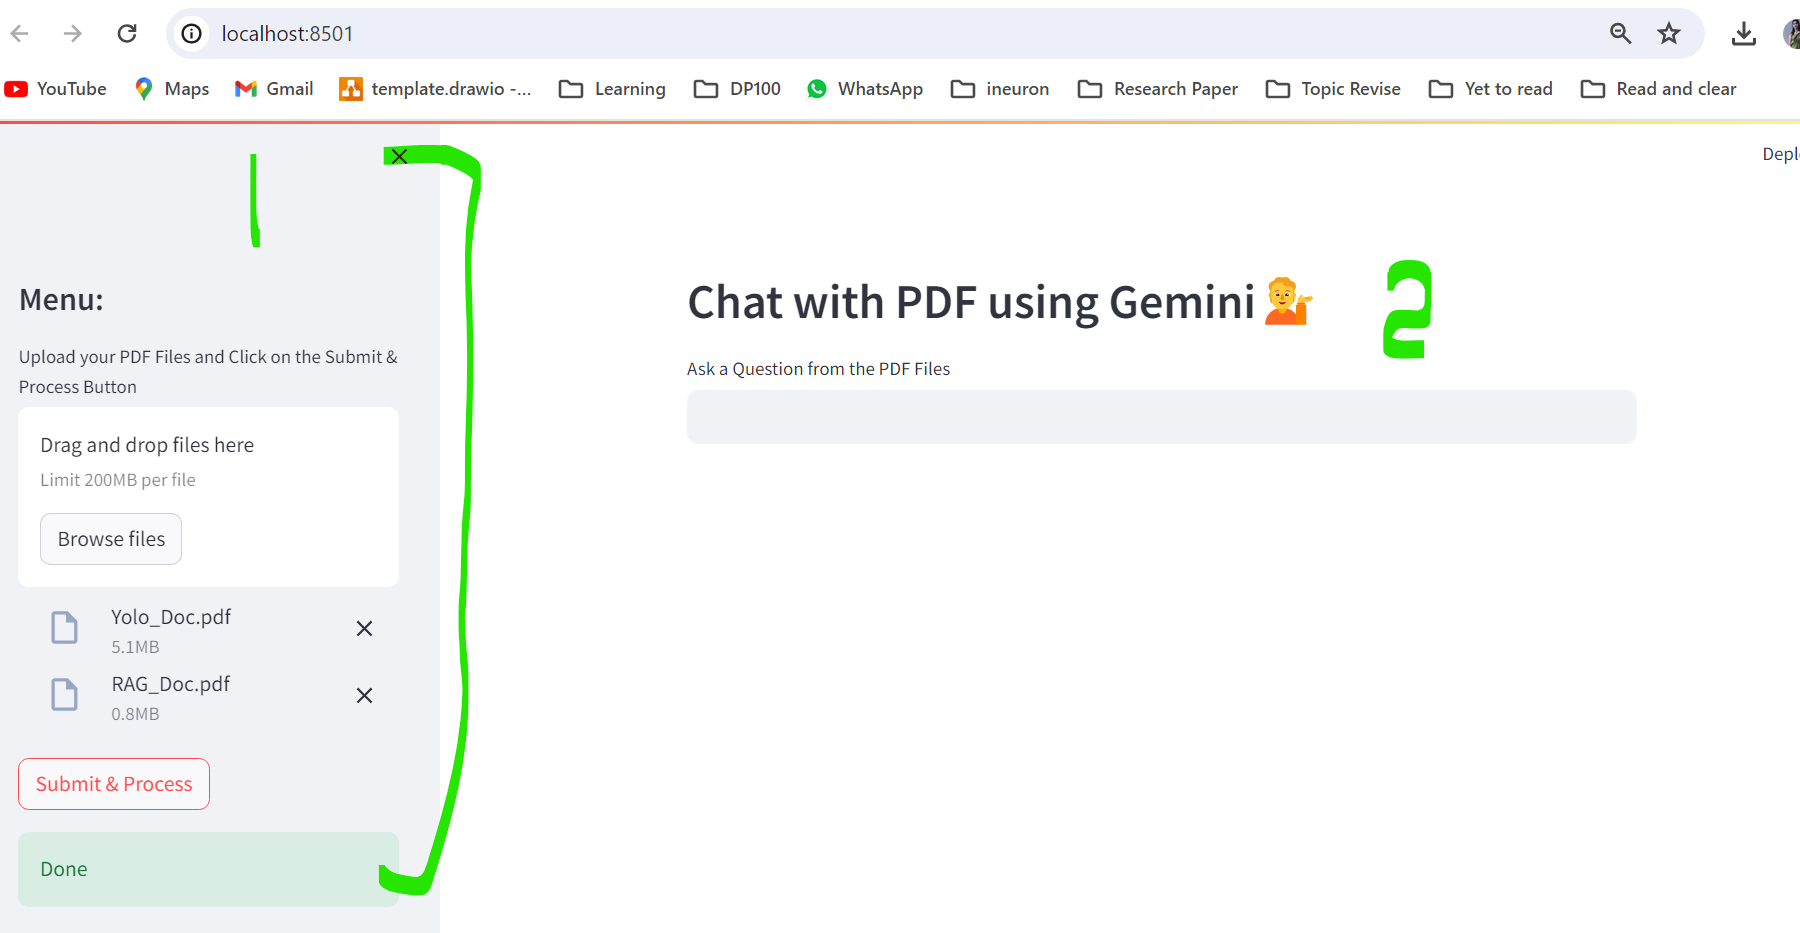 localhost:8501
YouTube Maps Gmail template.drawio -... Learning DP100 WhatsApp ineuron Research Paper Topic Revise Yet to read Read and clear
1
Menu:
Upload your PDF Files and Click on the Submit &
Process Button
Drag and drop files here
Limit 200MB per file
Browse files
Yolo_Doc.pdf
5.1MB
RAG_Doc.pdf
0.8MB
Submit & Process
Done
Depl
Chat with PDF using Gemini💁
2
Ask a Question from the PDF Files